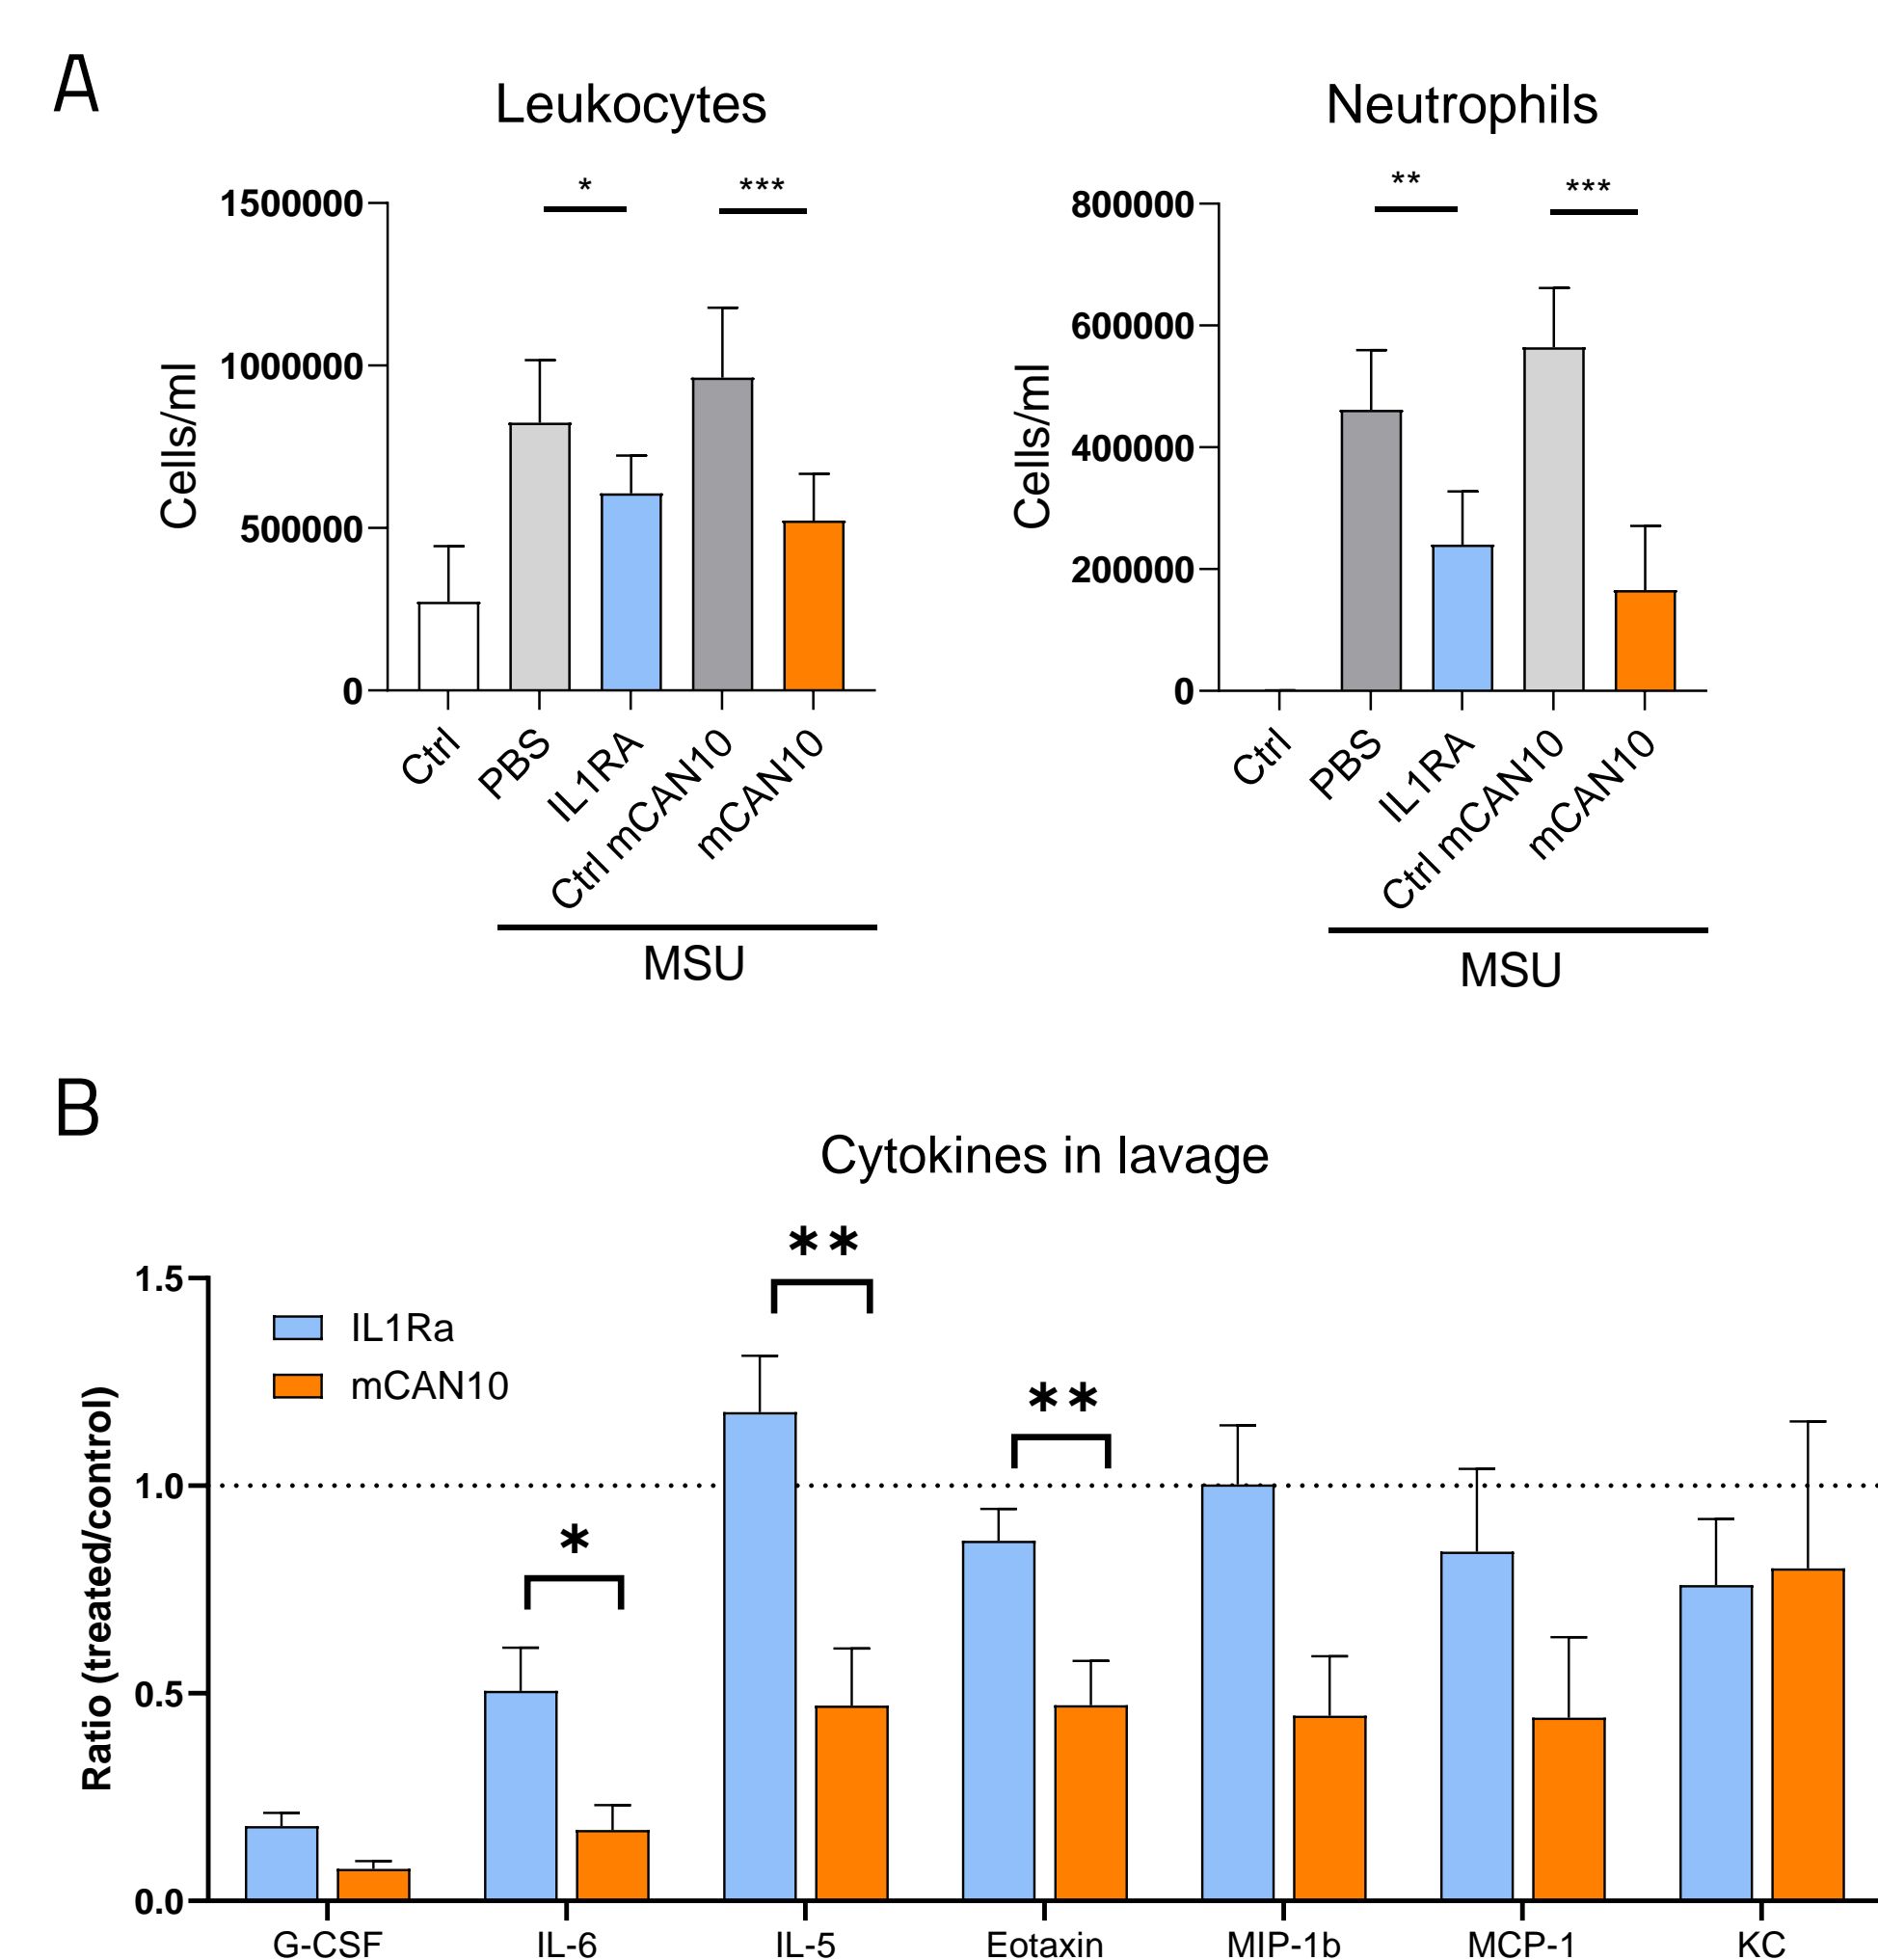 A
Leukocytes
Neutrophils
*
***
**
***
1500000
1000000
500000
0
Cells/ml
800000
600000
400000
200000
0
Cells/ml
Ctrl
PBS
IL1RA
Ctrl mCAN10
mCAN10
MSU
Ctrl
PBS
IL1RA
Ctrl mCAN10
mCAN10
MSU
B
Cytokines in lavage
**
**
*
1.5
1.0
0.5
0.0
Ratio (treated/control)
IL1Ra
mCAN10
G-CSF
IL-6
IL-5
Eotaxin
MIP-1b
MCP-1
KC